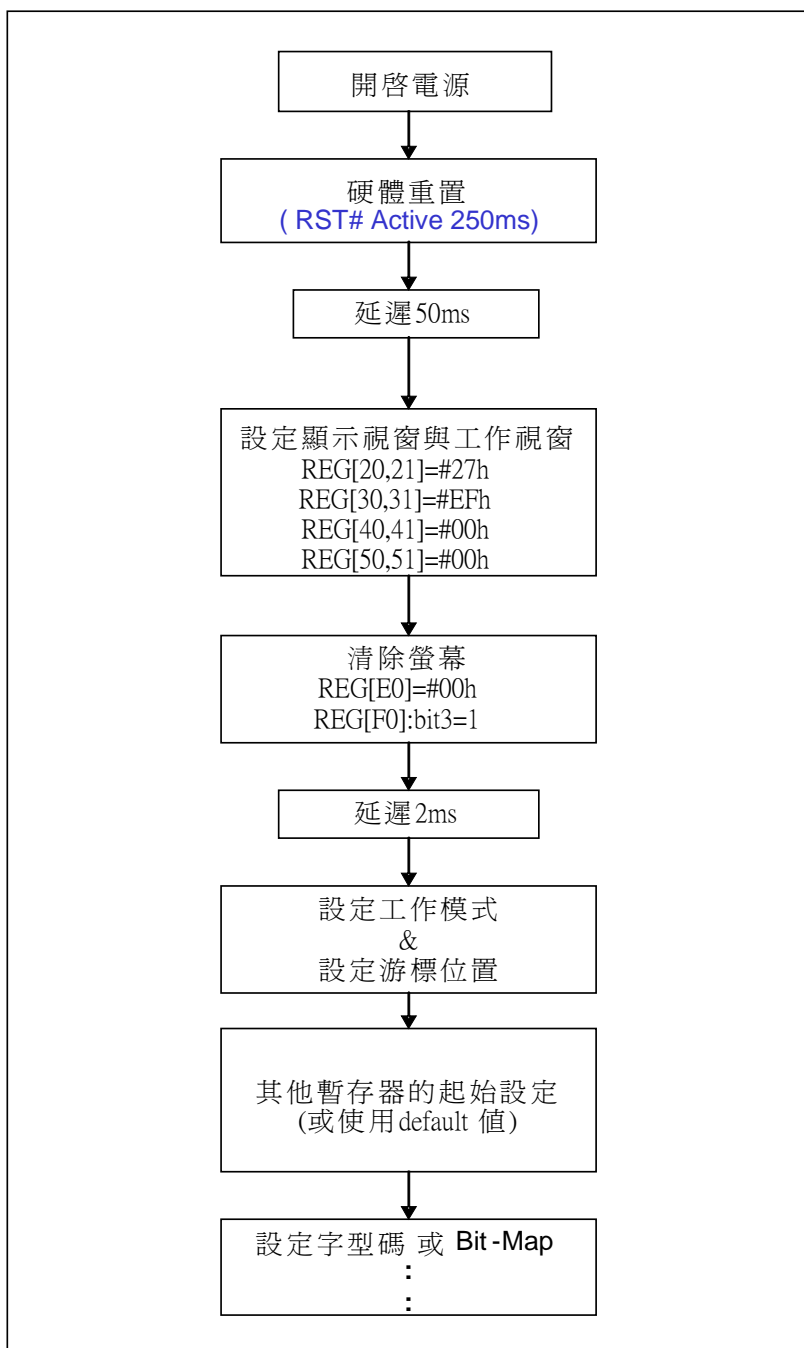 開啓電源
硬體重置
( RST# Active 250ms)
延遲50ms
設定顯示視窗與工作視窗
REG[20,21]=#27h
REG[30,31]=#EFh
REG[40,41]=#00h
REG[50,51]=#00h
清除螢幕
REG[E0]=#00h
REG[F0]:bit3=1
延遲2ms
設定工作模式
&
設定游標位置
其他暫存器的起始設定
(或使用default 值)
設定字型碼 或 Bit-Map
:
: